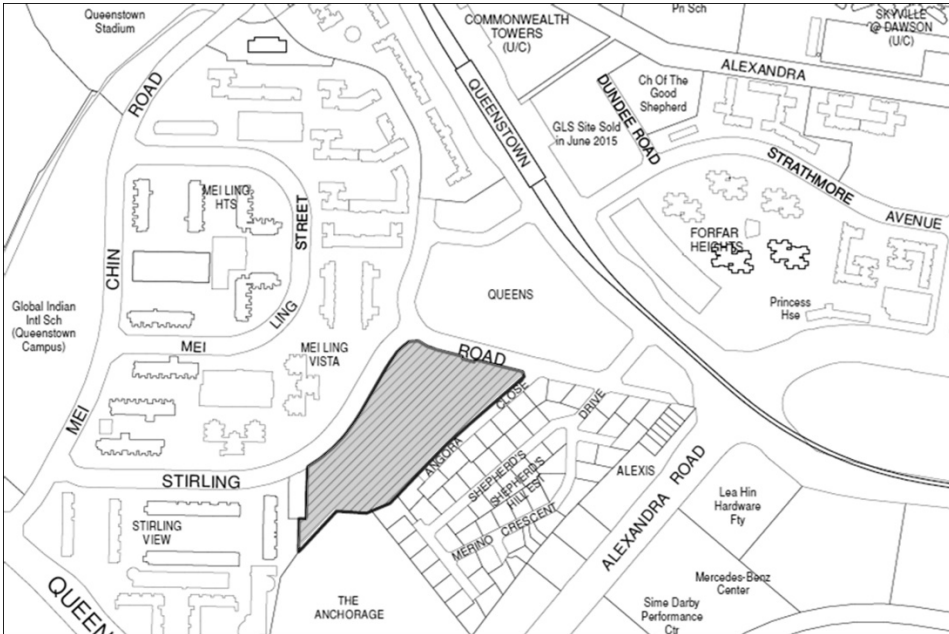 Queenstown
Stadium
COMMONWEALTH
TOWERS
(U/C)
Pri Sch
SKYVILLE
@ DAWSON
(U/C)
ALEXANDRA
ROAD
QUEENSTOWN
DUNDEE ROAD
Ch Of The
Good
Shepherd
GLS Site Sold
in June 2015
STRATHMORE
AVENUE
MEI LING
HTS
STREET
FORFAR
HEIGHTS
CHIN
QUEENS
Princess
Hse
Global Indian
Intl Sch
(Queenstown
Campus)
LING
MEI
MEI LING
VISTA
ROAD
MEI
CLOSE
DRIVE
ANGORA
SHEPHERD'S
SHEPHERD'S
HILL EST
ALEXIS
STIRLING
ALEXANDRA ROAD
Lea Hin
Hardware
Fty
STIRLING
VIEW
MERINO CRESCENT
Mercedes-Benz
Center
QUEEN
THE
ANCHORAGE
Sime Darby
Performance
Ctr